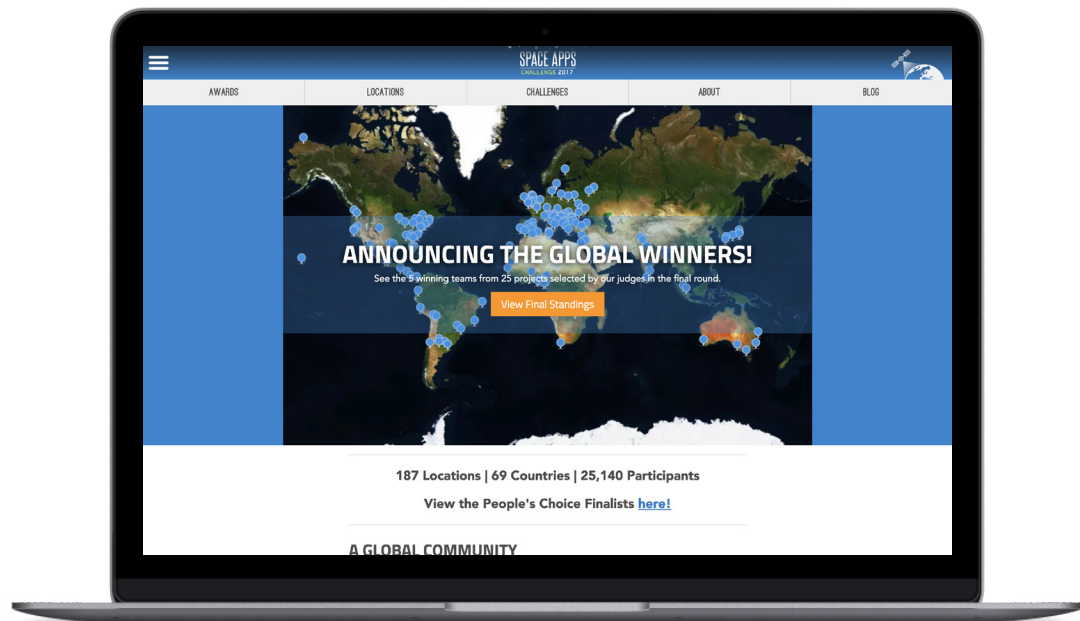 SPACE APPS
CHALLENGE 2017
AWARDS
LOCATIONS
CHALLENGES
ABOUT
BLOG
ANNOUNCING THE GLOBAL WINNERS!
See the 5 winning teams from 25 projects selected by our judges in the final round.
View Final Standings
187 Locations | 69 Countries | 25,140 Participants
View the People's Choice Finalists here!
A GLOBAL COMMUNITY